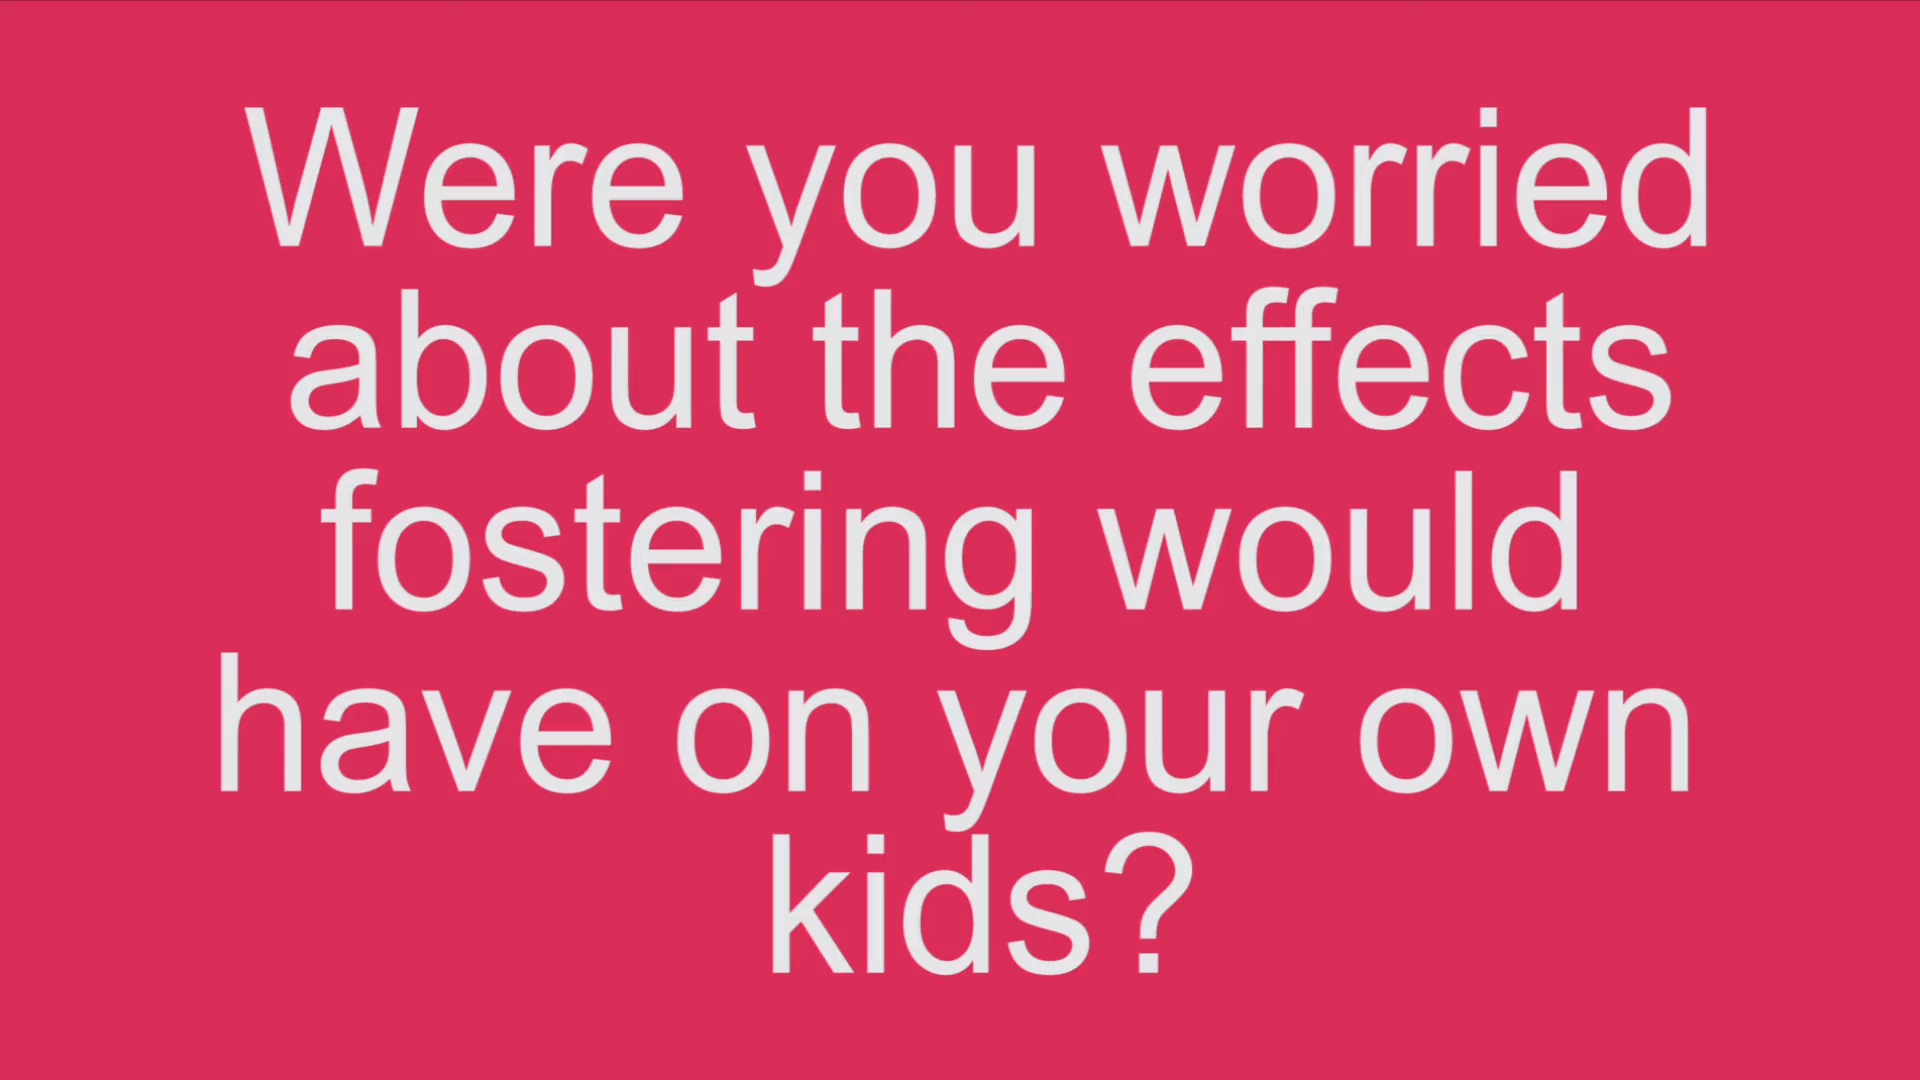 Were you worried
about the effects
fostering would
have on your own
kids?